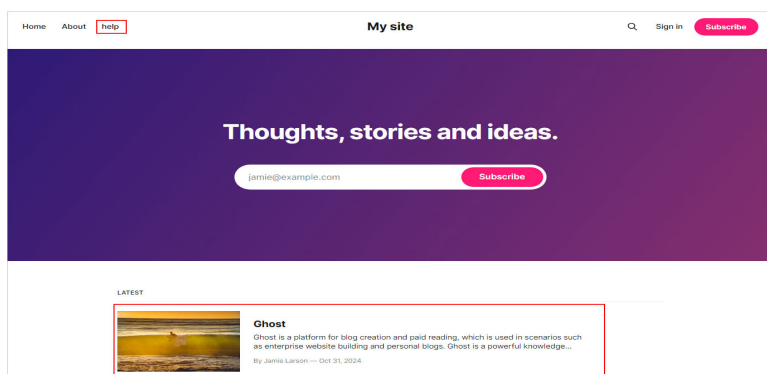 Home About help My site Sign in Subscribe
Thoughts, stories and ideas.
jamie@example.com Subscribe
LATEST
Ghost
Ghost is a platform for blog creation and paid reading, which is used in scenarios such
as enterprise website building and personal blogs. Ghost is a powerful knowledge...
By Jamie Larson — Oct 31, 2024